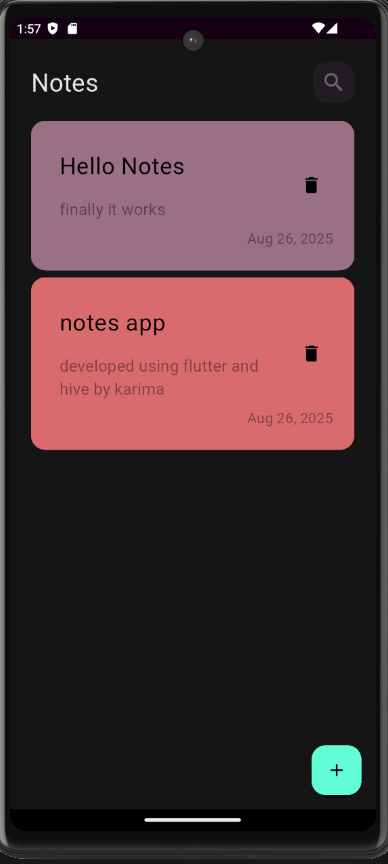 1:57
Notes
Hello Notes
finally it works
Aug 26, 2025
notes app
developed using flutter and
hive by karima
Aug 26, 2025
+